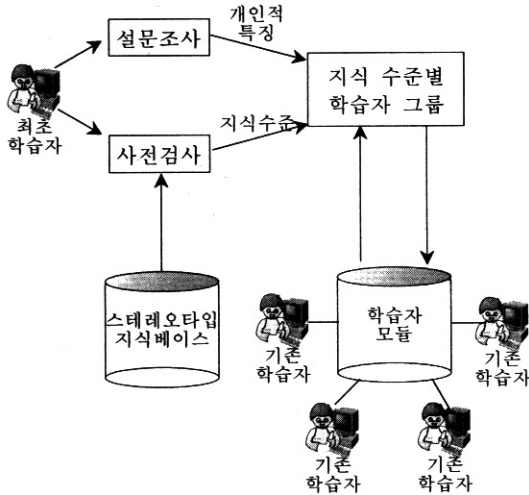 개인적
특징
설문조사
지식 수준별
학습자 그룹
최초
학습자
지식수준
사전검사
스테레오타입
지식베이스
학습자
모듈
기존
학습자
기존
학습자
기존
학습자
기존
학습자